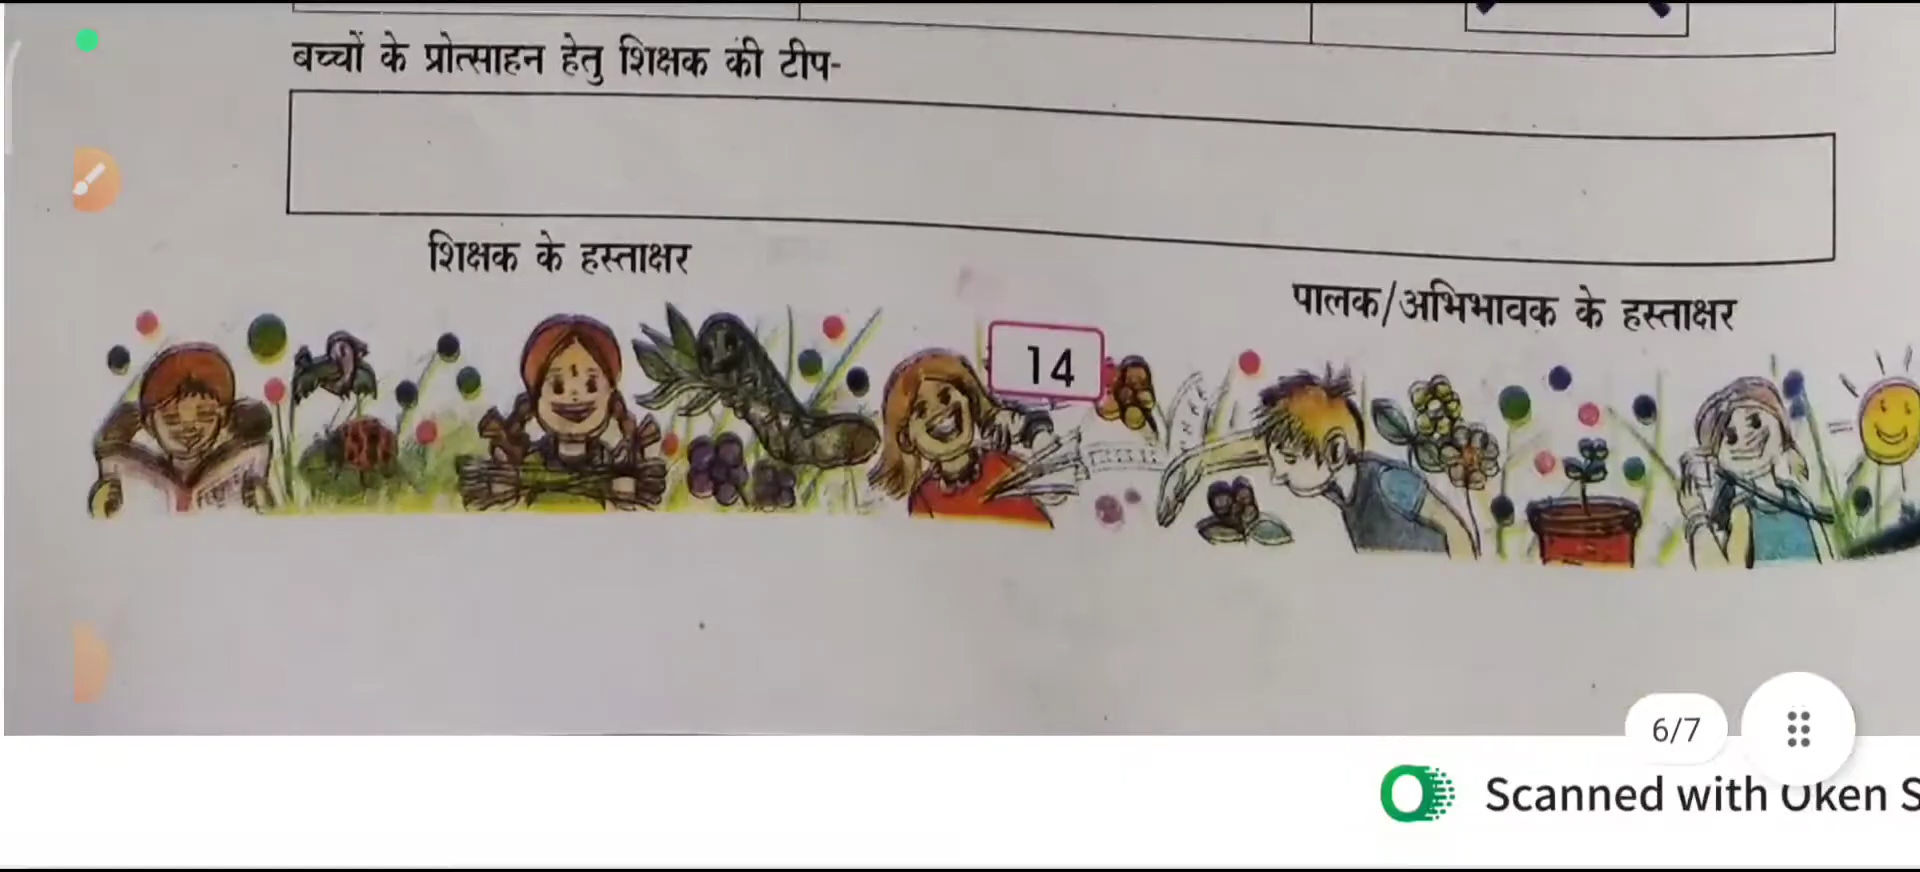 बच्चों के प्रोत्साहन हेतु शिक्षक की टीप-
शिक्षक के हस्ताक्षर
पालक/अभिभावक के हस्ताक्षर
14
6/7
Scanned with Oken S